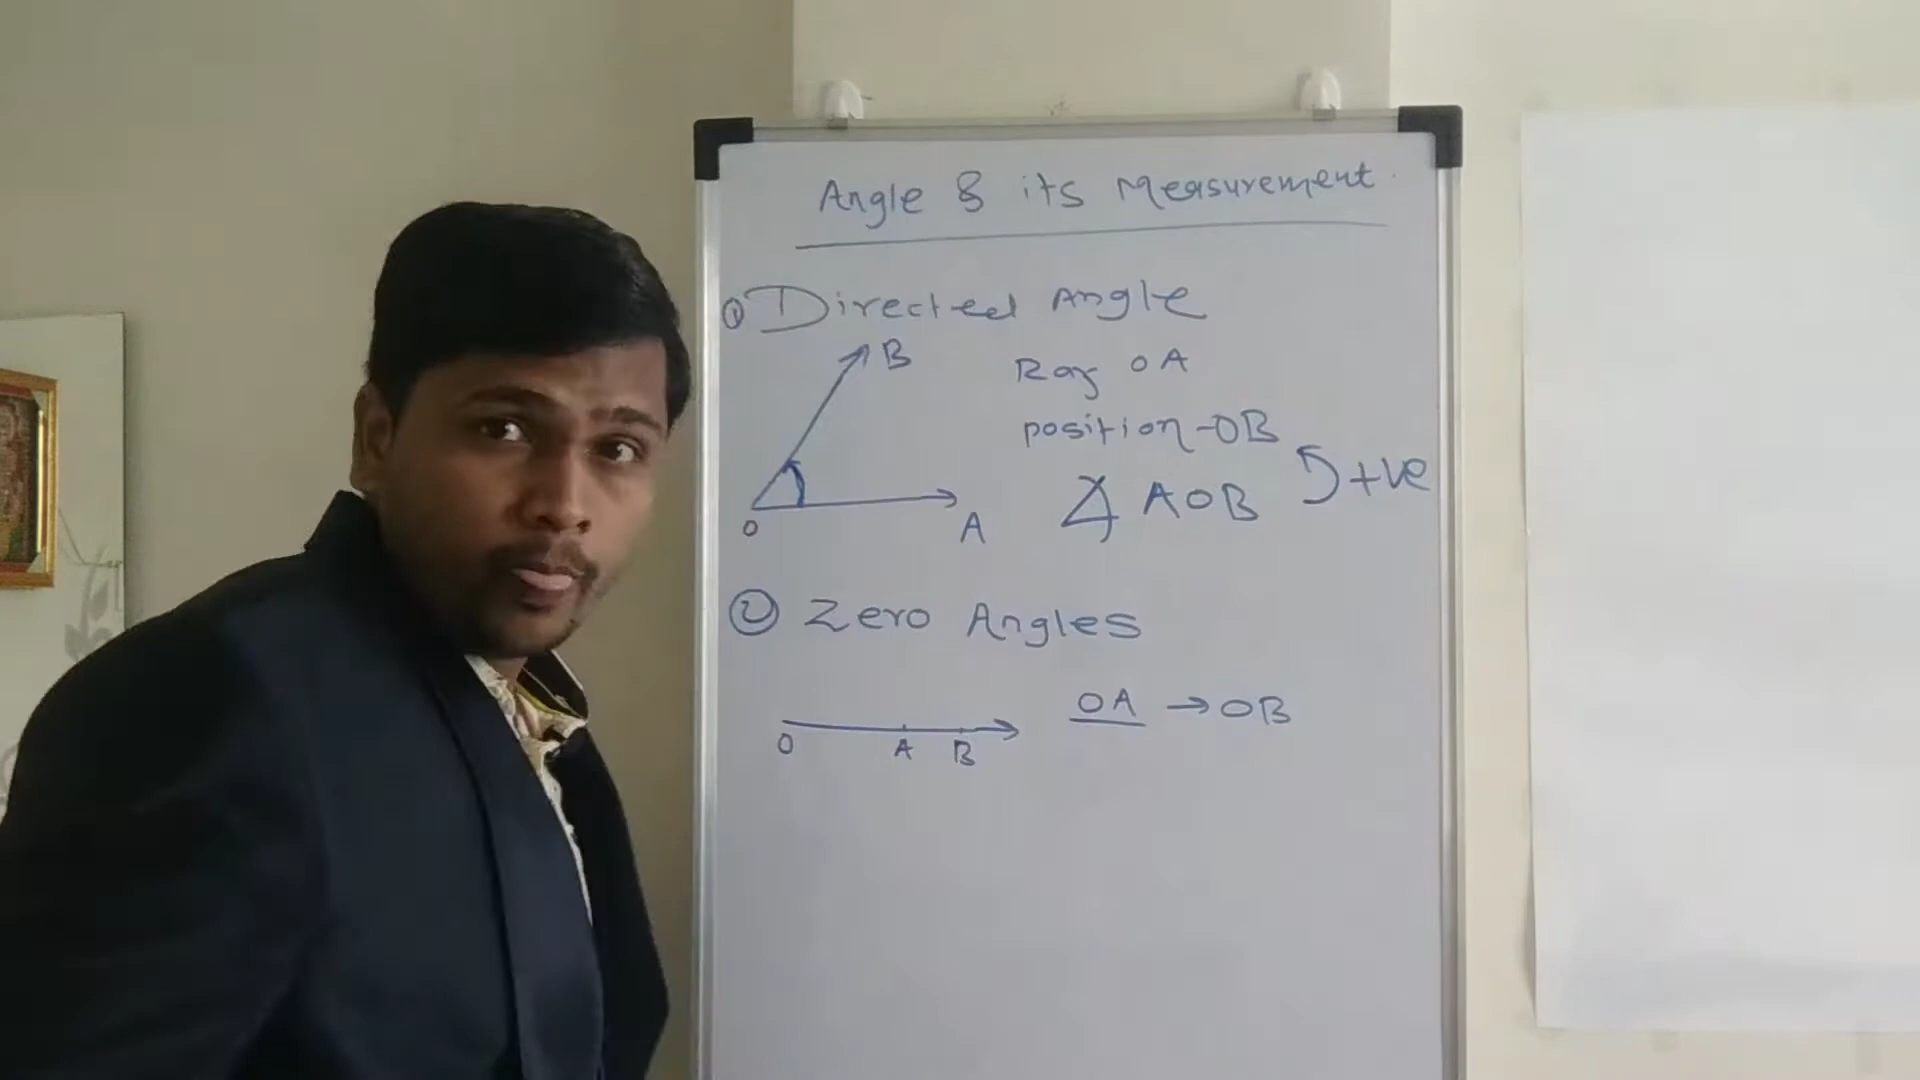 Angle & its Measurement.
① Directed Angle
B
Ray OA
position-OB
O
A
∡ AOB +ve
② Zero Angles
OA → OB
O A B